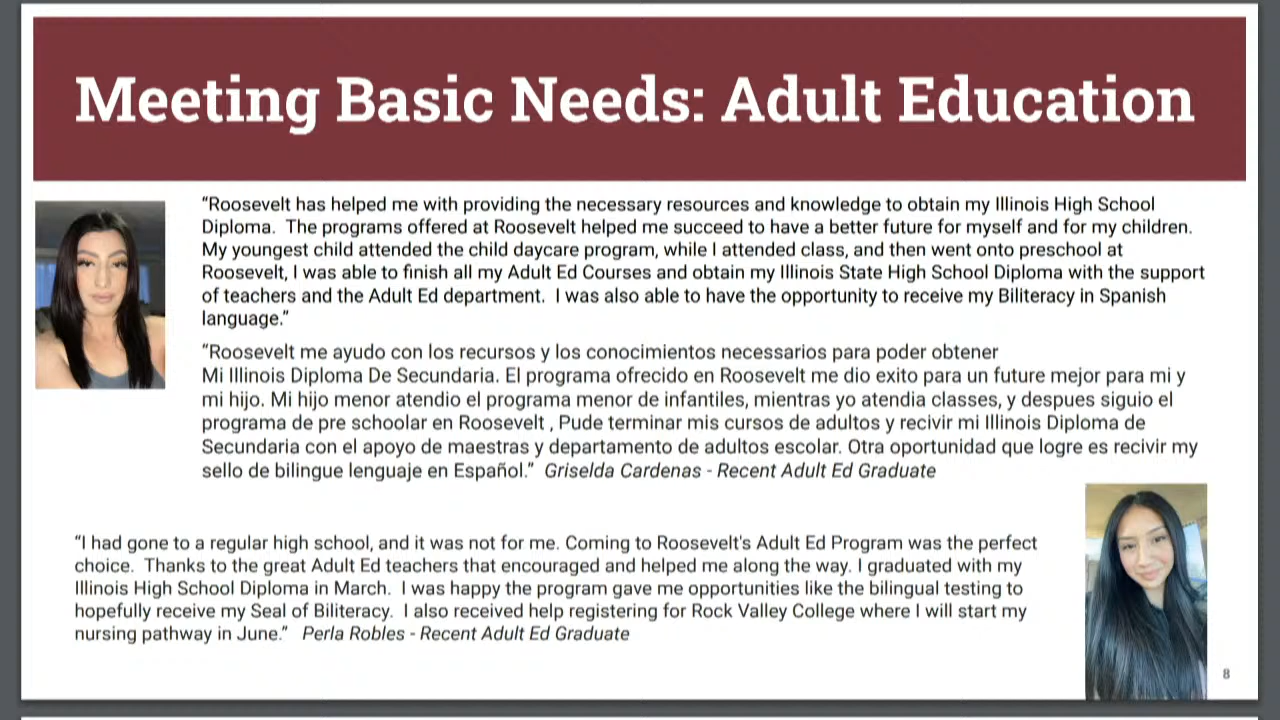 Meeting Basic Needs: Adult Education
“Roosevelt has helped me with providing the necessary resources and knowledge to obtain my Illinois High School
Diploma.  The programs offered at Roosevelt helped me succeed to have a better future for myself and for my children.
My youngest child attended the child daycare program, while I attended class, and then went onto preschool at
Roosevelt, I was able to finish all my Adult Ed Courses and obtain my Illinois State High School Diploma with the support
of teachers and the Adult Ed department.  I was also able to have the opportunity to receive my Biliteracy in Spanish
language.”
“Roosevelt me ayudo con los recursos y los conocimientos necessarios para poder obtener
Mi Illinois Diploma De Secundaria. El programa ofrecido en Roosevelt me dio exito para un future mejor para mi y
mi hijo. Mi hijo menor atendio el programa menor de infantiles, mientras yo atendia classes, y despues siguio el
programa de pre schoolar en Roosevelt , Pude terminar mis cursos de adultos y recivir mi Illinois Diploma de
Secundaria con el apoyo de maestras y departamento de adultos escolar. Otra oportunidad que logre es recivir my
sello de bilingue lenguaje en Español.”  Griselda Cardenas - Recent Adult Ed Graduate
“I had gone to a regular high school, and it was not for me. Coming to Roosevelt's Adult Ed Program was the perfect
choice.  Thanks to the great Adult Ed teachers that encouraged and helped me along the way. I graduated with my
Illinois High School Diploma in March.  I was happy the program gave me opportunities like the bilingual testing to
hopefully receive my Seal of Biliteracy.  I also received help registering for Rock Valley College where I will start my
nursing pathway in June.”   Perla Robles - Recent Adult Ed Graduate
8